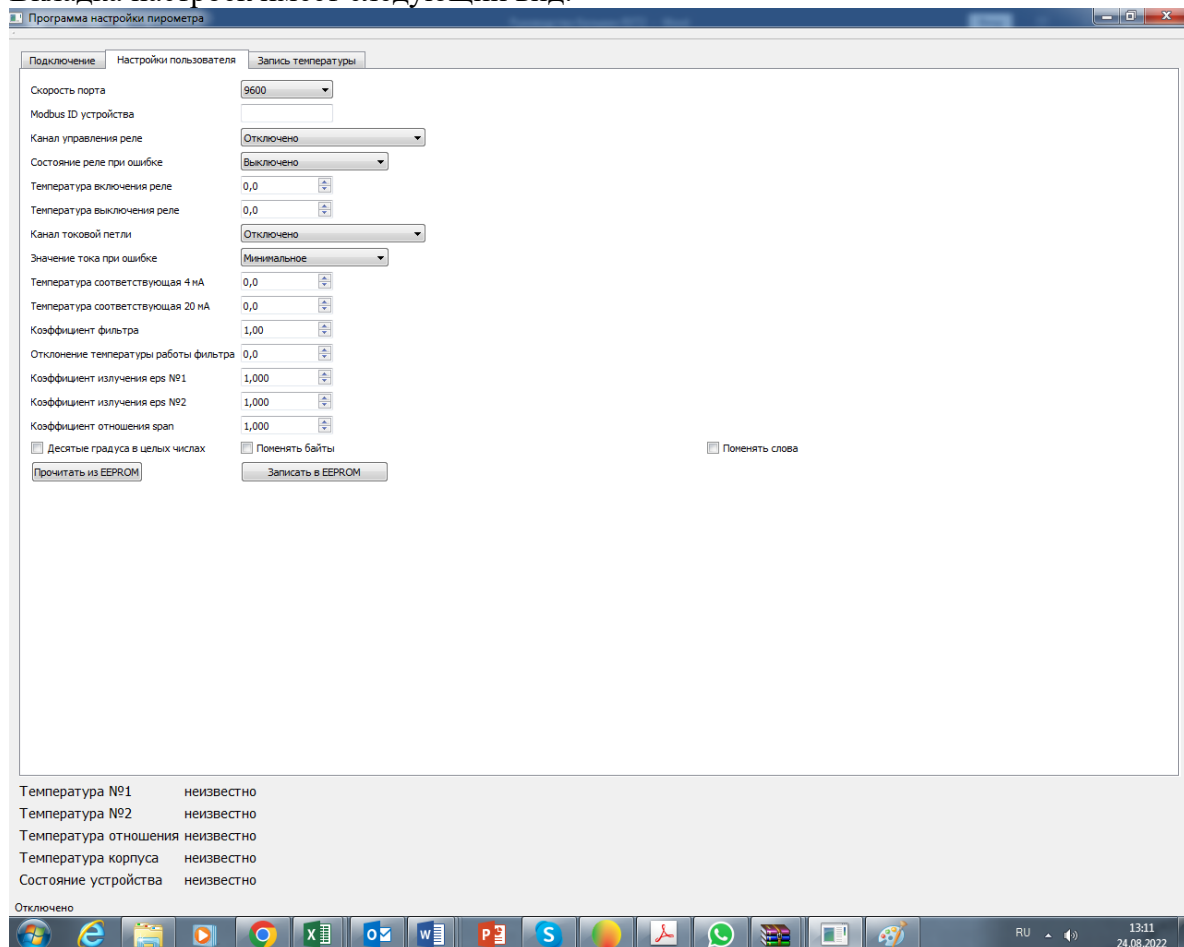 Вкладка настроек имеет следующий вид:
Программа настройки пирометра
Подключение Настройки пользователя Запись температуры
Скорость порта 9600
Modbus ID устройства
Канал управления реле Отключено
Состояние реле при ошибке Выключено
Температура включения реле 0,0
Температура выключения реле 0,0
Канал токовой петли Отключено
Значение тока при ошибке Минимальное
Температура соответствующая 4 мА 0,0
Температура соответствующая 20 мА 0,0
Коэффициент фильтра 1,00
Отклонение температуры работы фильтра 0,0
Коэффициент излучения eps №1 1,000
Коэффициент излучения eps №2 1,000
Коэффициент отношения span 1,000
Десятые градуса в целых числах Поменять байты Поменять слова
Прочитать из EEPROM Записать в EEPROM
Температура №1 неизвестно
Температура №2 неизвестно
Температура отношения неизвестно
Температура корпуса неизвестно
Состояние устройства неизвестно
Отключено
RU 13:11
24.08.2022